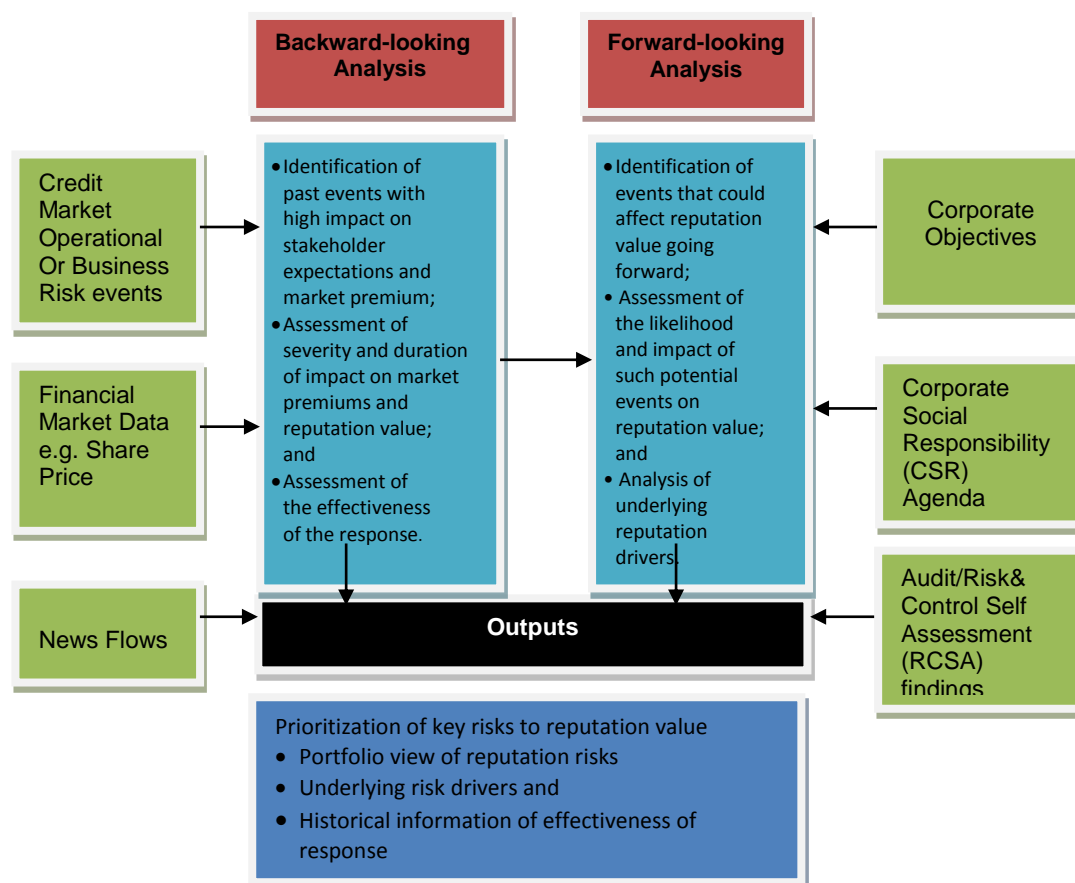 Backward-looking
Analysis
Forward-looking
Analysis
Credit
Market
Operational
Or Business
Risk events
Financial
Market Data
e.g. Share
Price
News Flows
•Identification of
past events with
high impact on
stakeholder
expectations and
market premium;
•Assessment of
severity and duration
of impact on market
premiums and
reputation value;
and
•Assessment of
the effectiveness
of the response.
•Identification of
events that could
affect reputation
value going
forward;
• Assessment of
the likelihood
and impact of
such potential
events on
reputation value;
and
• Analysis of
underlying
reputation
drivers.
Corporate
Objectives
Corporate
Social
Responsibility
(CSR)
Agenda
Audit/Risk&
Control Self
Assessment
(RCSA)
findings
Outputs
Prioritization of key risks to reputation value
• Portfolio view of reputation risks
• Underlying risk drivers and
• Historical information of effectiveness of
response